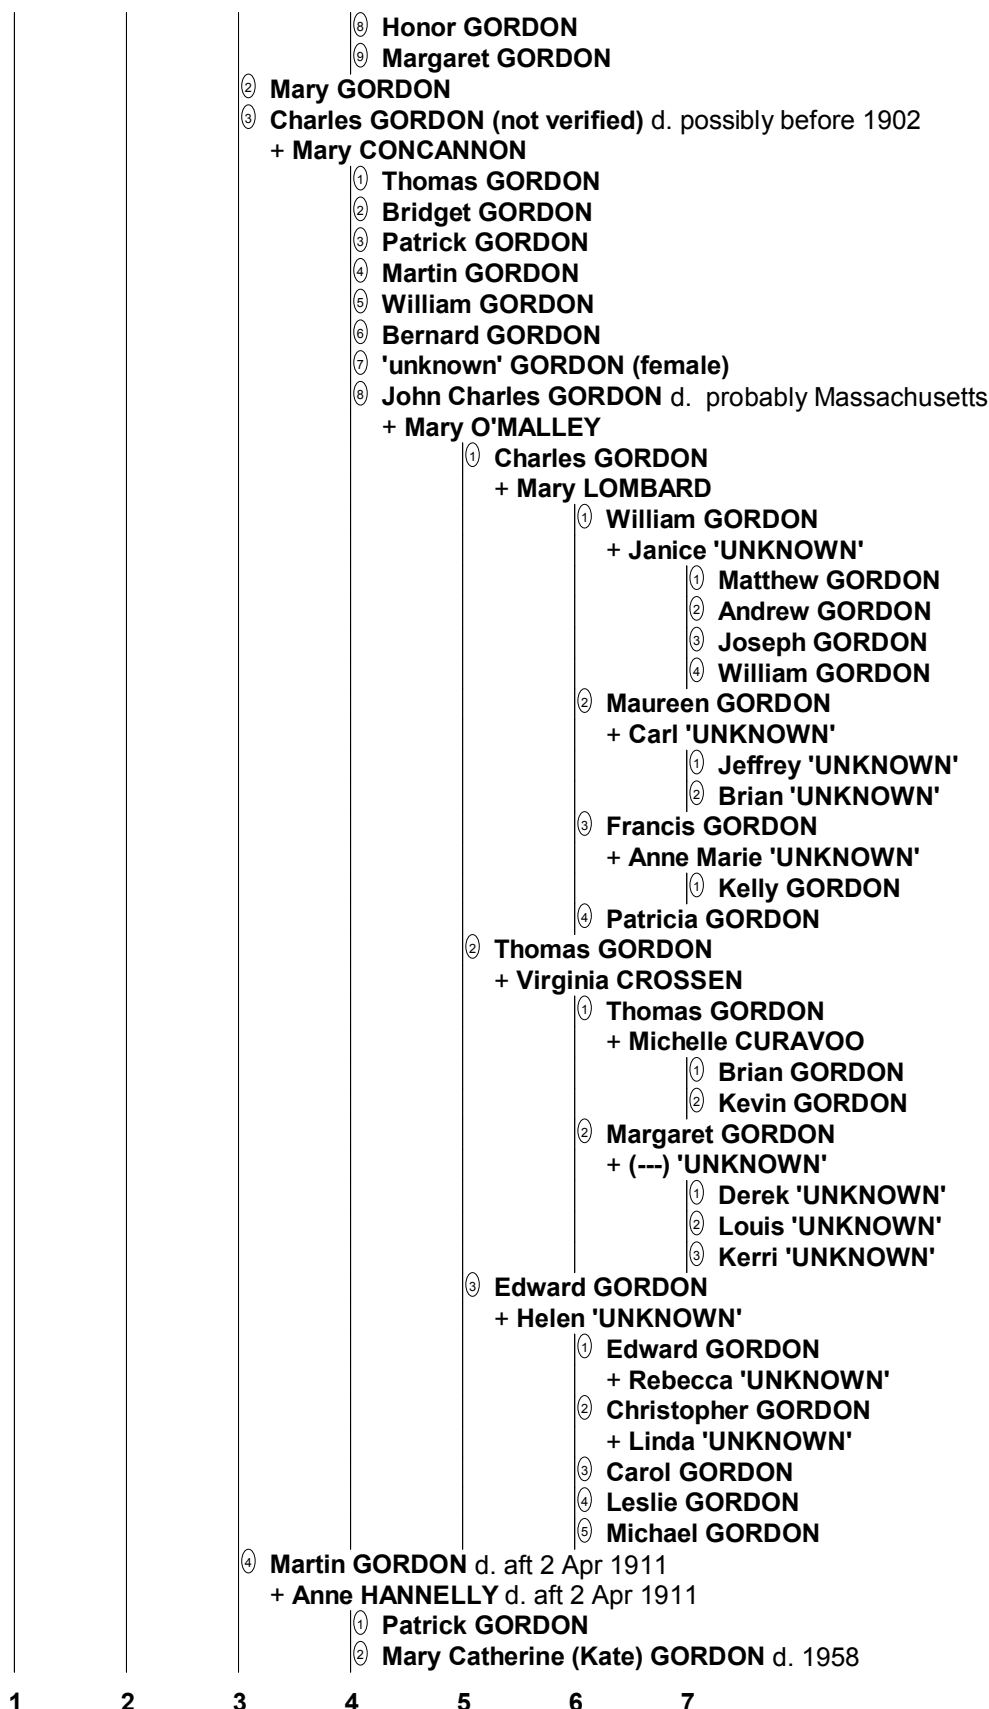 ⑧ Honor GORDON
⑨ Margaret GORDON
② Mary GORDON
③ Charles GORDON (not verified) d. possibly before 1902
+ Mary CONCANNON
① Thomas GORDON
② Bridget GORDON
③ Patrick GORDON
④ Martin GORDON
⑤ William GORDON
⑥ Bernard GORDON
⑦ 'unknown' GORDON (female)
⑧ John Charles GORDON d. probably Massachusetts
+ Mary O'MALLEY
① Charles GORDON
+ Mary LOMBARD
① William GORDON
+ Janice 'UNKNOWN'
① Matthew GORDON
② Andrew GORDON
③ Joseph GORDON
④ William GORDON
② Maureen GORDON
+ Carl 'UNKNOWN'
① Jeffrey 'UNKNOWN'
② Brian 'UNKNOWN'
③ Francis GORDON
+ Anne Marie 'UNKNOWN'
① Kelly GORDON
④ Patricia GORDON
② Thomas GORDON
+ Virginia CROSSEN
① Thomas GORDON
+ Michelle CURAVOO
① Brian GORDON
② Kevin GORDON
② Margaret GORDON
+ (---) 'UNKNOWN'
① Derek 'UNKNOWN'
② Louis 'UNKNOWN'
③ Kerri 'UNKNOWN'
③ Edward GORDON
+ Helen 'UNKNOWN'
① Edward GORDON
+ Rebecca 'UNKNOWN'
② Christopher GORDON
+ Linda 'UNKNOWN'
③ Carol GORDON
④ Leslie GORDON
⑤ Michael GORDON
④ Martin GORDON d. aft 2 Apr 1911
+ Anne HANNELLY d. aft 2 Apr 1911
① Patrick GORDON
② Mary Catherine (Kate) GORDON d. 1958
1 2 3 4 5 6 7